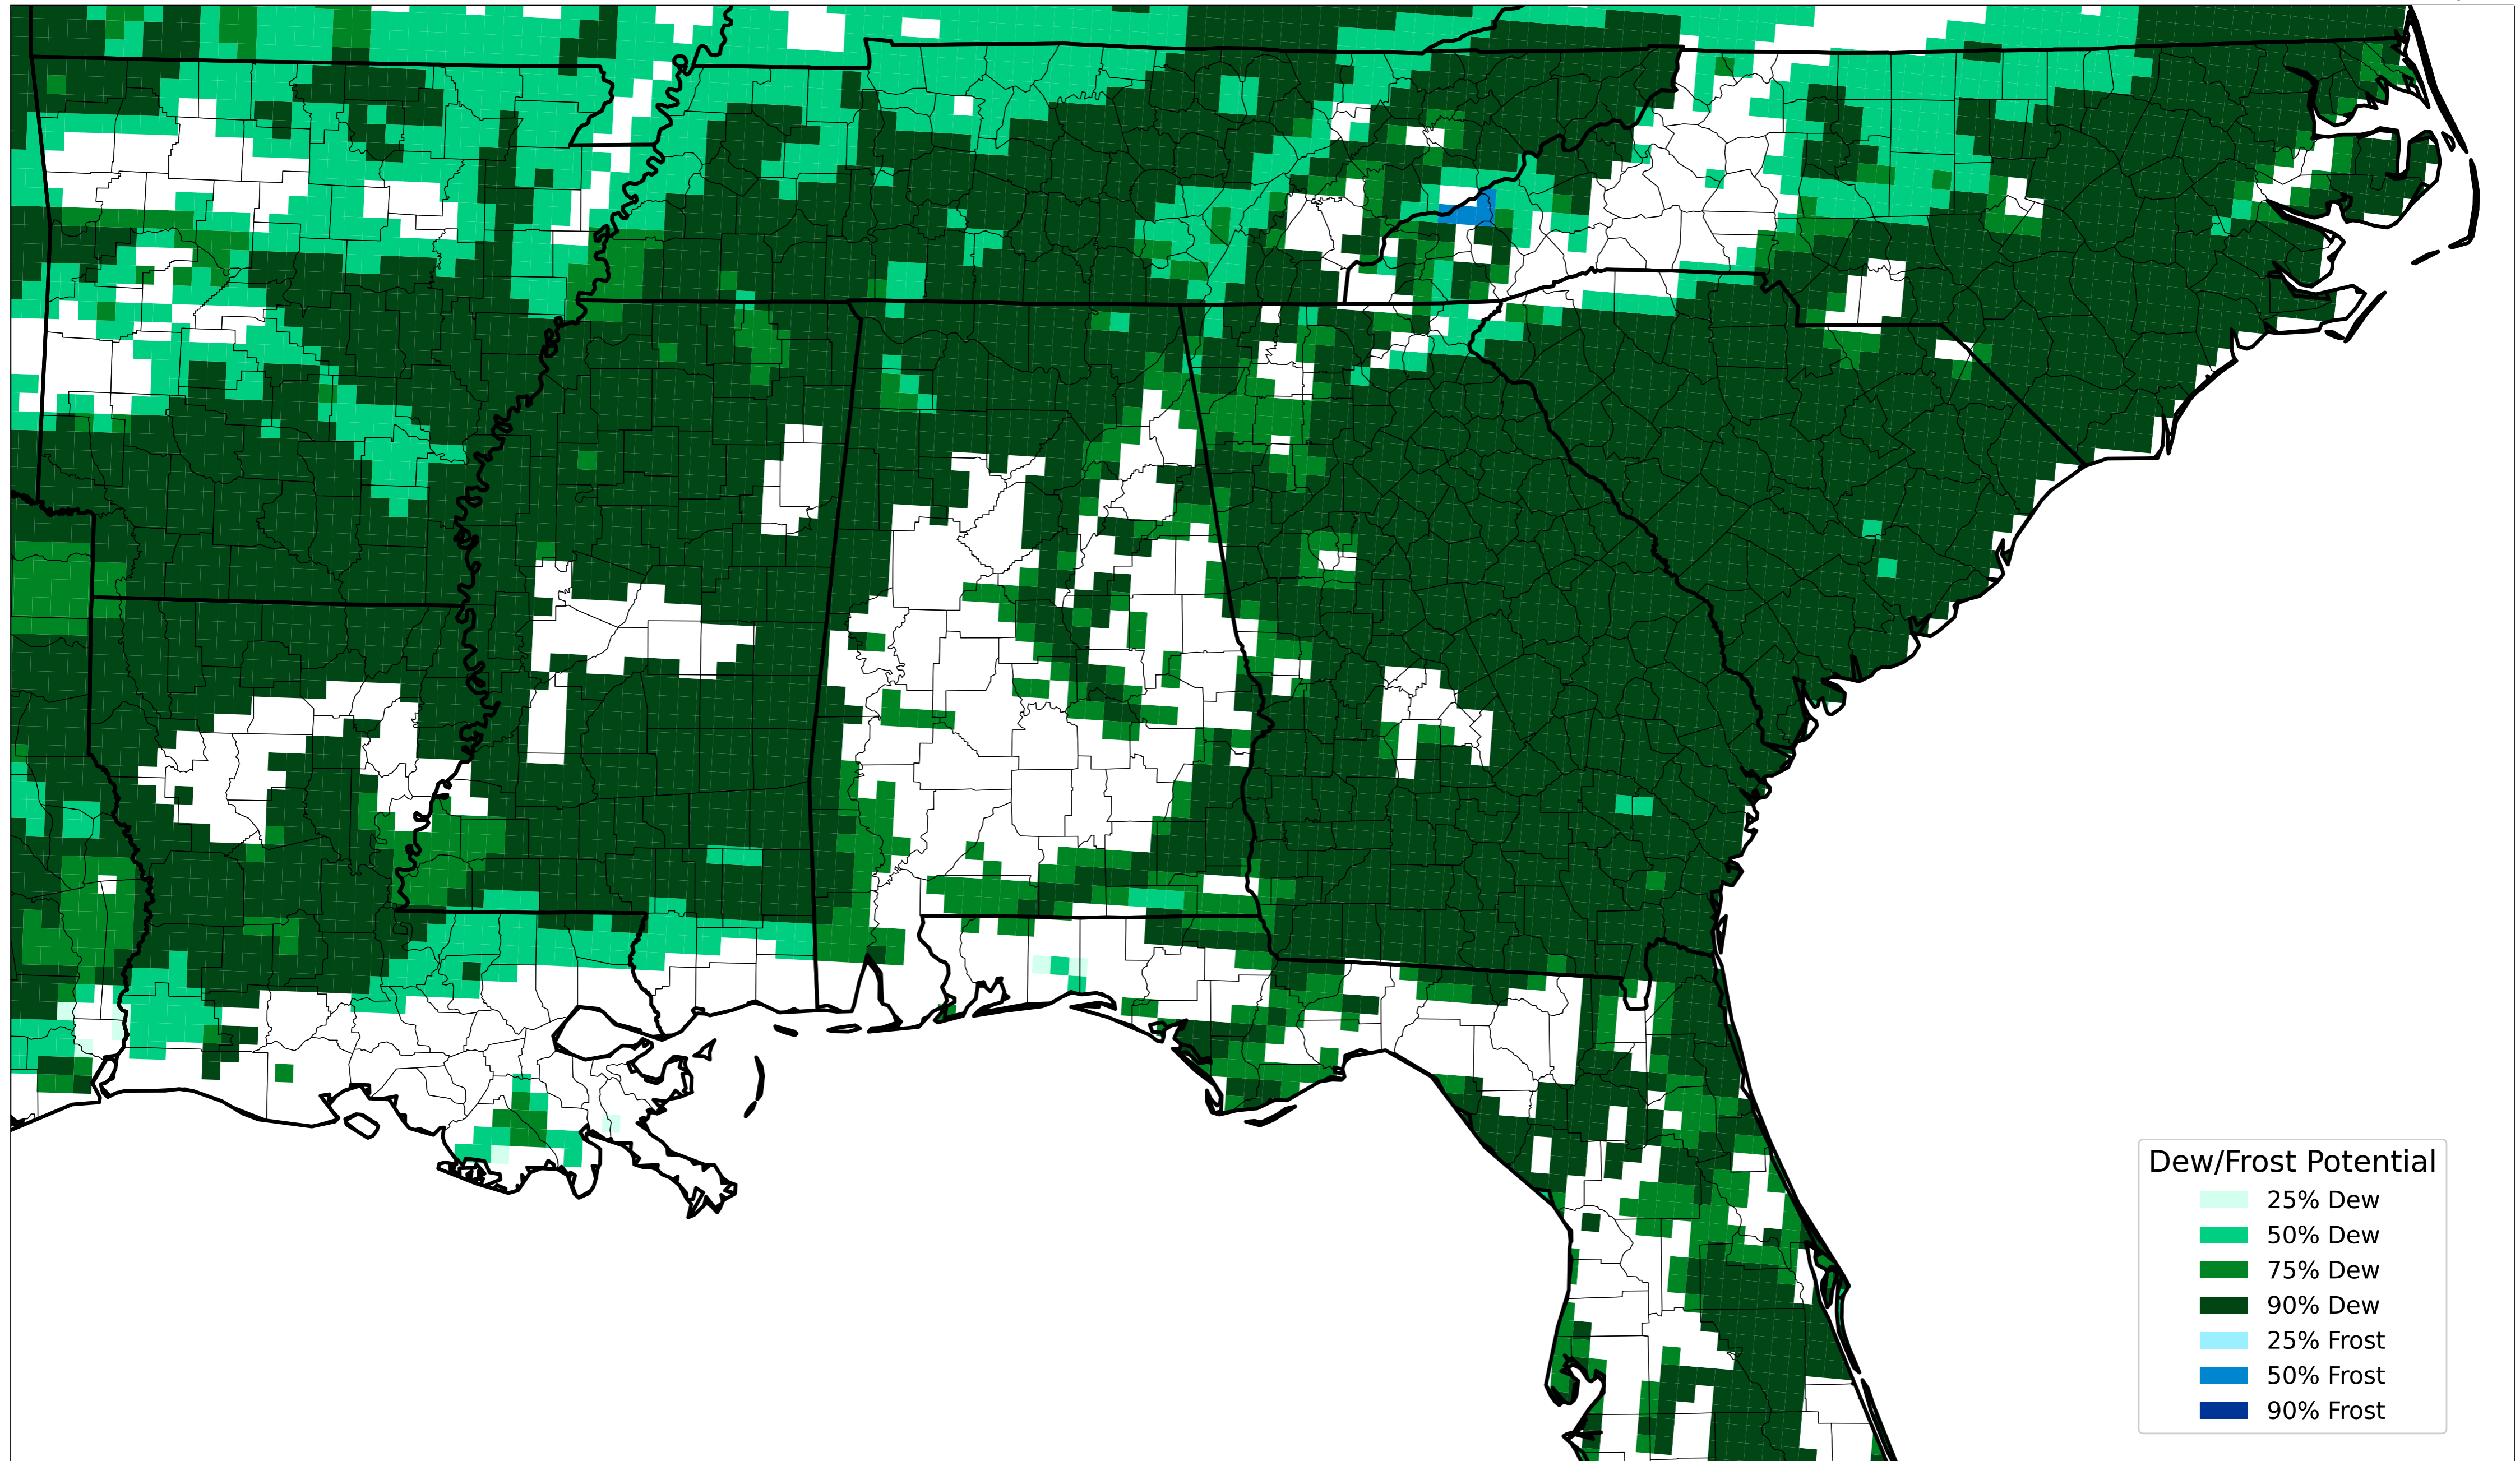 Dew/Frost Potential
25% Dew
50% Dew
75% Dew
90% Dew
25% Frost
50% Frost
90% Frost